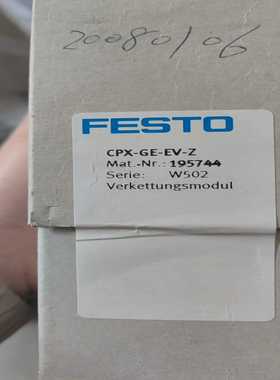 20080106
FESTO
CPX-GE-EV-Z
Mat.-Nr.: 195744
Serie: W502
Verkettungsmodul